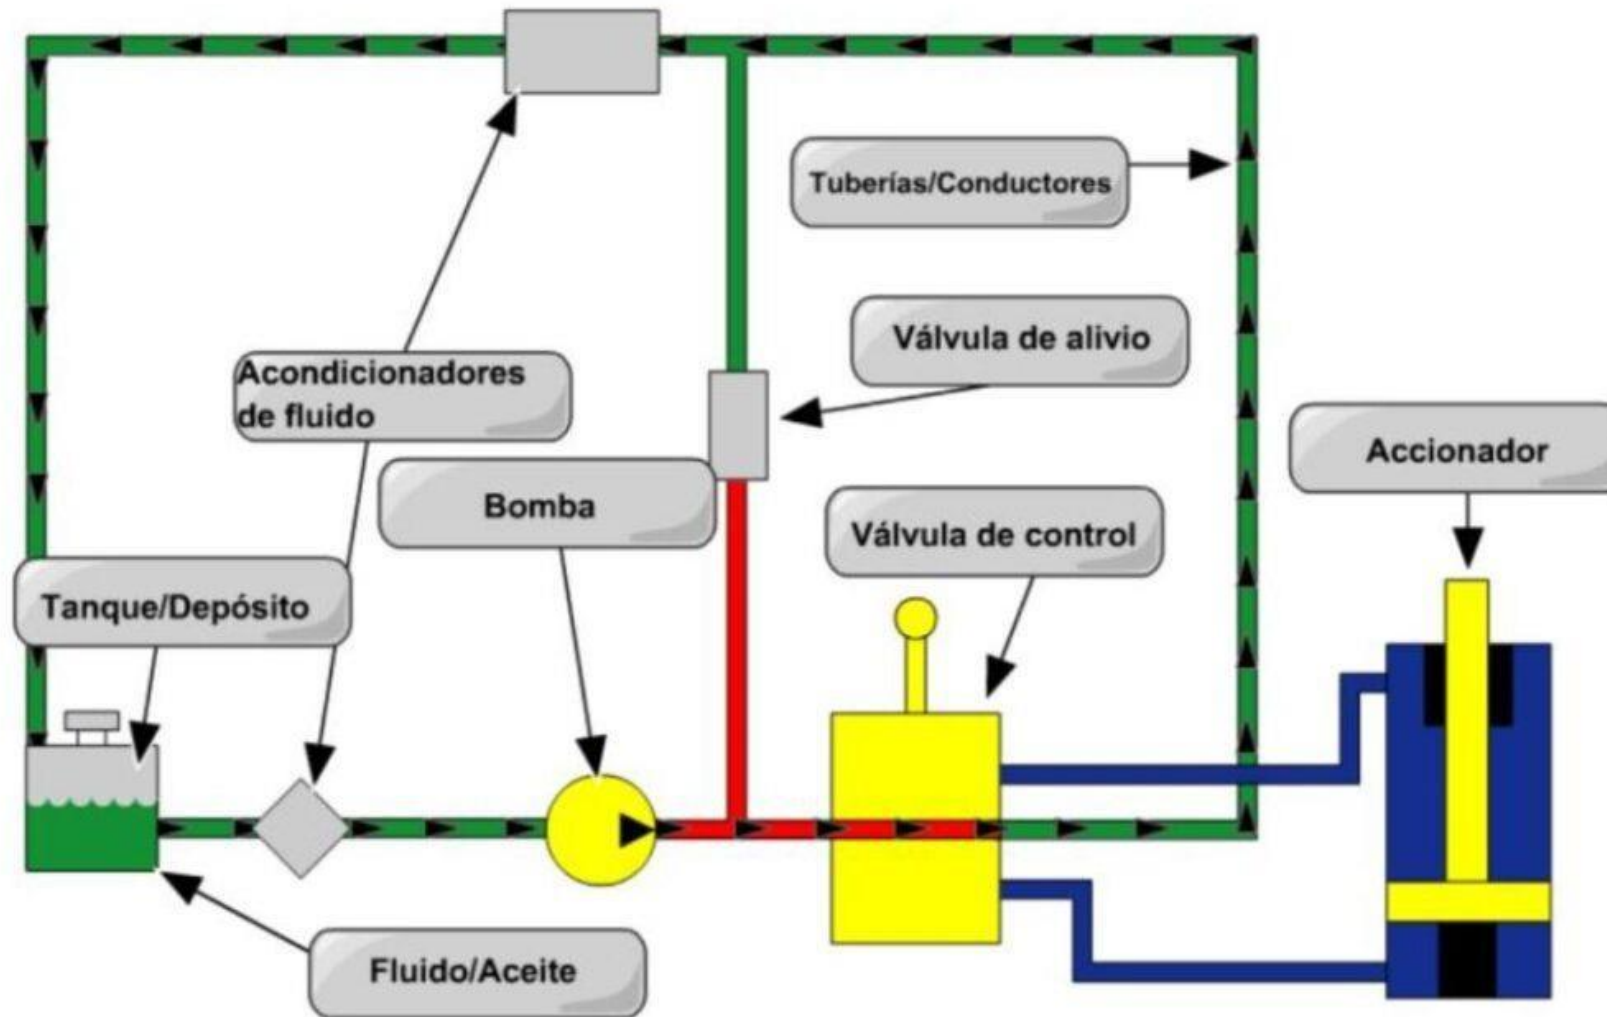 Tuberías/Conductores
Válvula de alivio
Acondicionadores
de fluido
Accionador
Bomba
Válvula de control
Tanque/Depósito
Fluido/Aceite